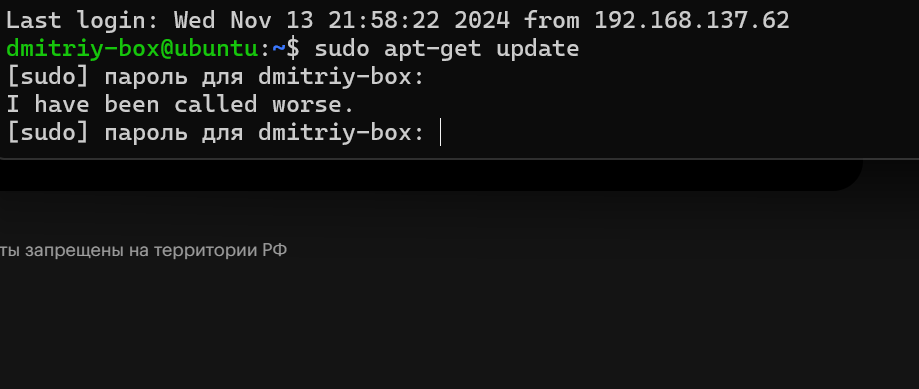 Last login: Wed Nov 13 21:58:22 2024 from 192.168.137.62
dmitriy-box@ubuntu:~$ sudo apt-get update
[sudo] пароль для dmitriy-box:
I have been called worse.
[sudo] пароль для dmitriy-box:
ты запрещены на территории РФ